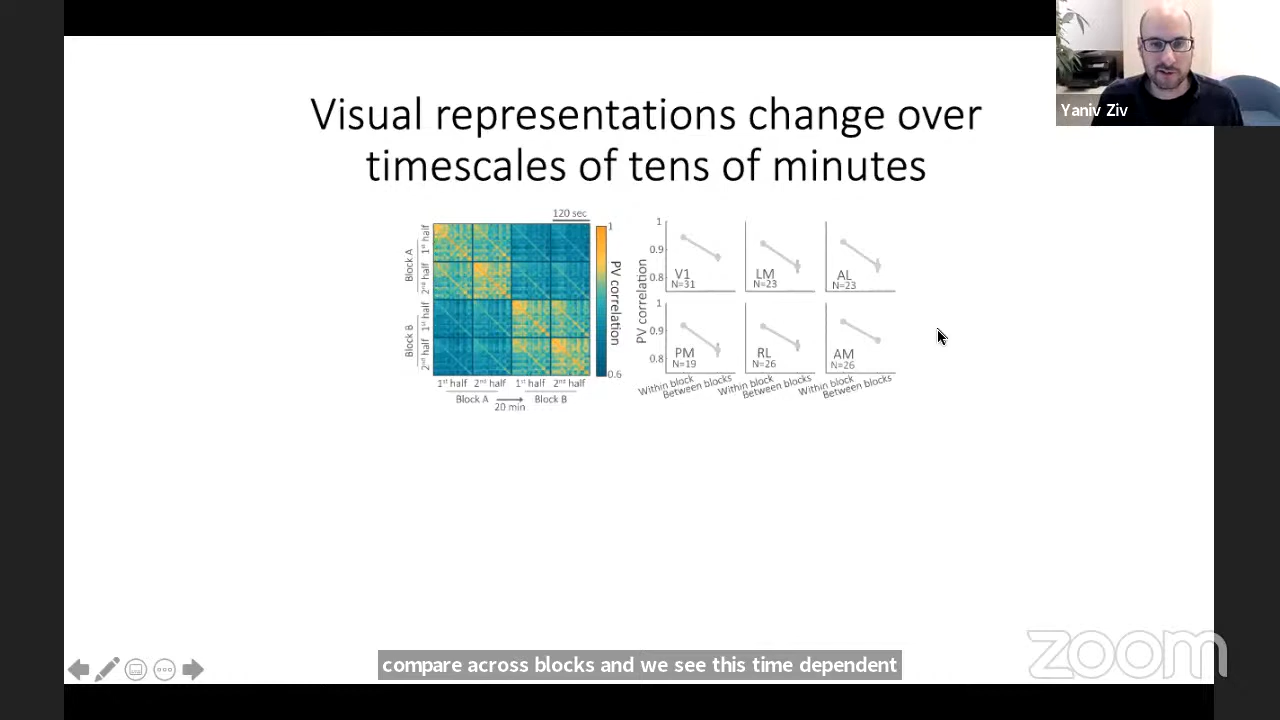 Yaniv Ziv
Visual representations change over
timescales of tens of minutes
120 sec
Block A
1st half
2nd half
Block B
1st half
2nd half
1st half 2nd half 1st half 2nd half
Block A Block B
20 min
1
0.6
PV correlation
PV correlation
1
0.9
0.8
V1
N=31
LM
N=23
AL
N=23
1
0.9
0.8
PM
N=19
RL
N=26
AM
N=26
Within block
Between blocks
Within block
Between blocks
Within block
Between blocks
compare across blocks and we see this time dependent
zoom